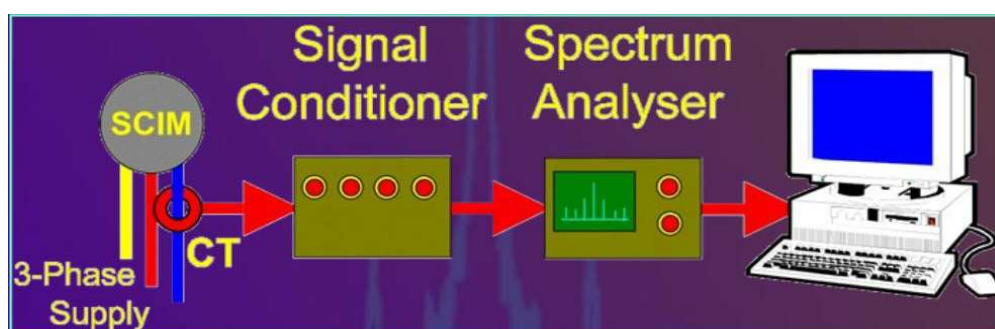 Signal
Conditioner
Spectrum
Analyser
SCIM
CT
3-Phase
Supply